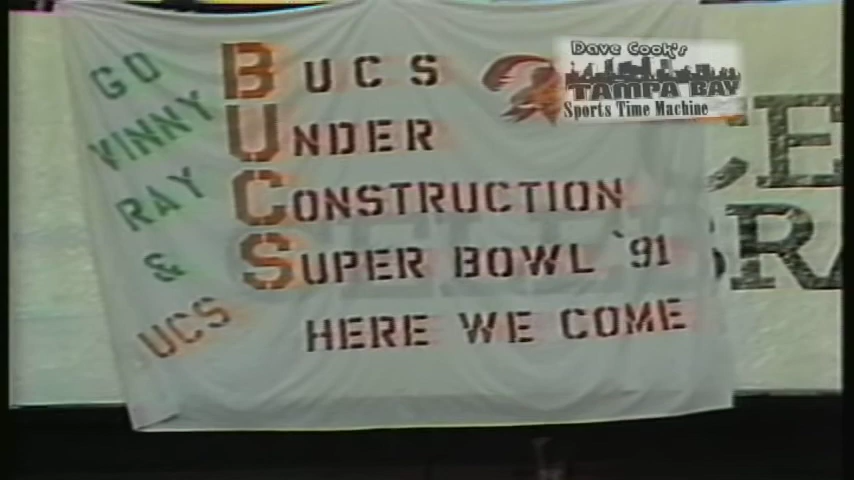 GO
VINNY
RAY
&
UCS
BUCS
UNDER
CONSTRUCTION
SUPER BOWL '91
HERE WE COME
Dave Cook's
TAMPA BAY
Sports Time Machine